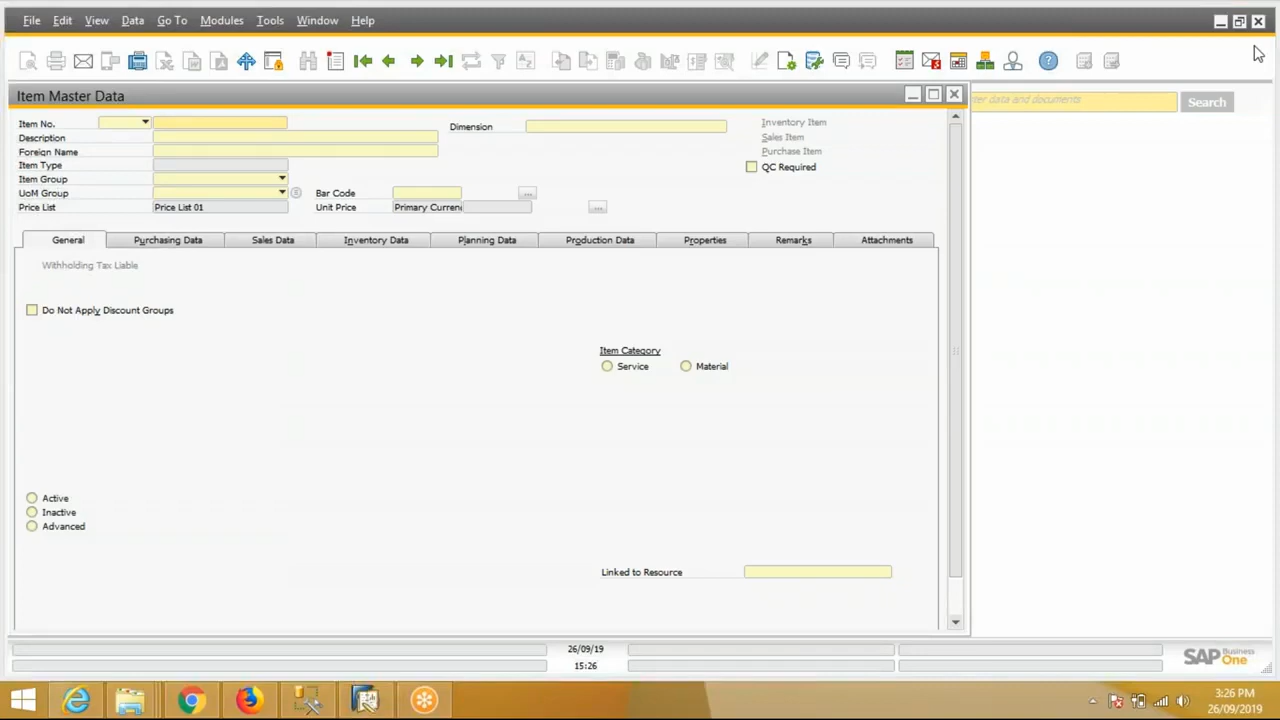 File Edit View Data Go To Modules Tools Window Help
Item Master Data
ter data and documents Search
Item No.
Description
Foreign Name
Item Type
Item Group
UoM Group
Price List Price List 01
Dimension
Bar Code
Unit Price Primary Curren
Inventory Item
Sales Item
Purchase Item
QC Required
General Purchasing Data Sales Data Inventory Data Planning Data Production Data Properties Remarks Attachments
Withholding Tax Liable
Do Not Apply Discount Groups
Item Category
Service Material
Active
Inactive
Advanced
Linked to Resource
26/09/19
15:26
SAP Business One
3:26 PM
26/09/2019